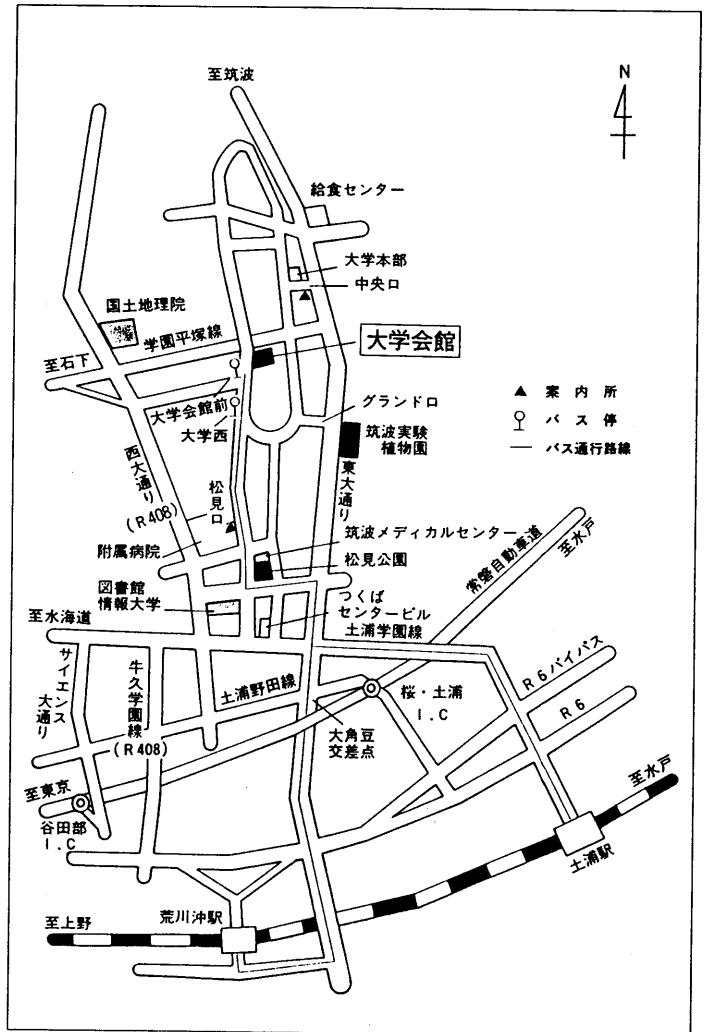 至筑波
N
給食センター
大学本部
中央口
国土地理院
学園平塚線
大学会館
至石下
大学会館前
大学西
グランド口
▲ 案内所
バス停
バス通行路線
筑波実験
植物園
西大通り
(R408)
松見口
東大通り
附属病院
筑波メディカルセンター
松見公園
常磐自動車道
至水戸
図書館
情報大学
つくば
センタービル
至水海道
土浦学園線
サイエンス
大通り
牛久学園線
(R408)
土浦野田線
桜・土浦
I.C
R6バイパス
R6
大角豆
交差点
至東京
谷田部
I.C
至水戸
土浦駅
至上野
荒川沖駅